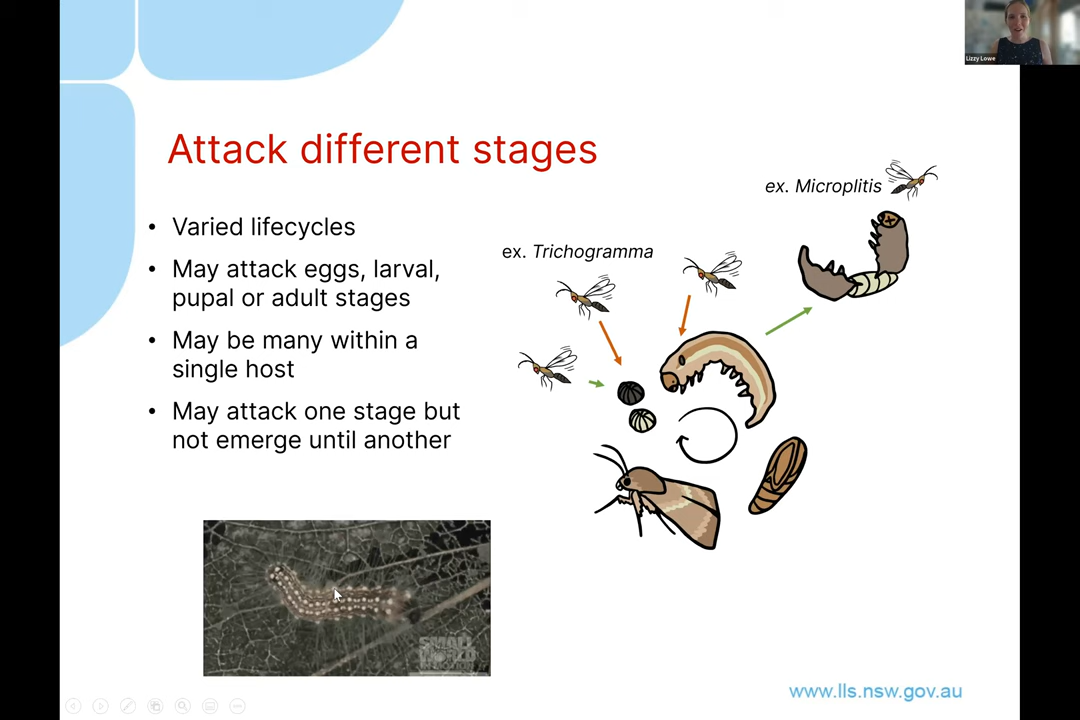 Lizzy Lowe
Attack different stages
ex. Microplitis
• Varied lifecycles
ex. Trichogramma
• May attack eggs, larval,
pupal or adult stages
• May be many within a
single host
• May attack one stage but
not emerge until another
SMALL
WORLD
www.lls.nsw.gov.au